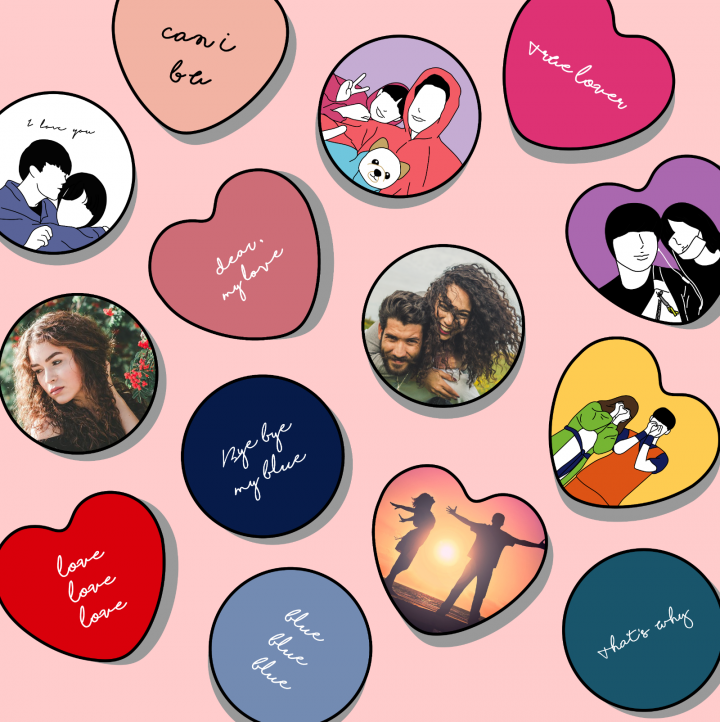 can i
be
true lover
I love you
dear,
my love
Bye bye
my blue
love
love
love
blue
blue
blue
that's why